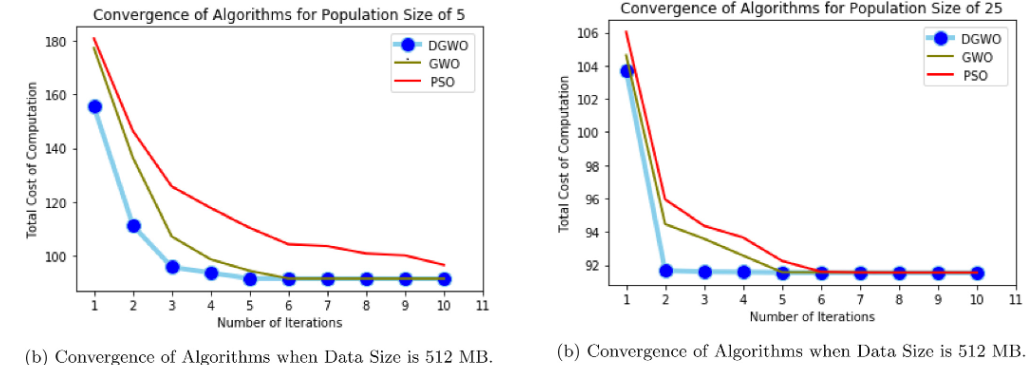 Convergence of Algorithms for Population Size of 5
180
160
140
120
100
Total Cost of Computation
DGWO
GWO
PSO
1 2 3 4 5 6 7 8 9 10 11
Number of Iterations
(b) Convergence of Algorithms when Data Size is 512 MB.
Convergence of Algorithms for Population Size of 25
106
104
102
100
98
96
94
92
Total Cost of Computation
DGWO
GWO
PSO
1 2 3 4 5 6 7 8 9 10 11
Number of Iterations
(b) Convergence of Algorithms when Data Size is 512 MB.